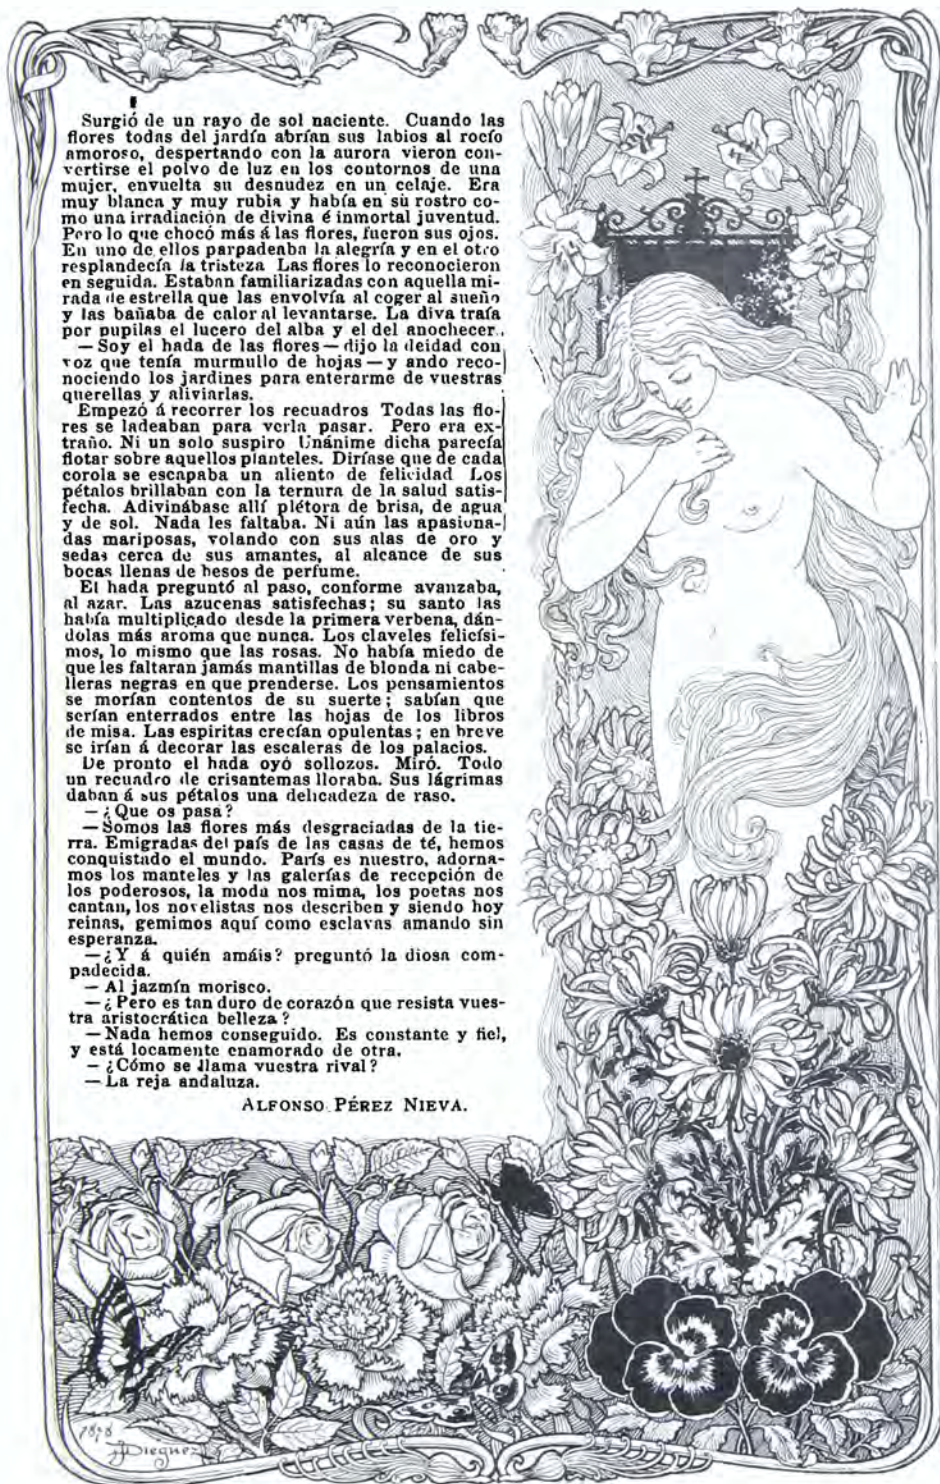 Surgió de un rayo de sol naciente. Cuando las
flores todas del jardín abrían sus labios al rocío
amoroso, despertando con la aurora vieron con-
vertirse el polvo de luz en los contornos de una
mujer, envuelta su desnudez en un celaje. Era
muy blanca y muy rubia y había en su rostro co-
mo una irradiación de divina é inmortal juventud.
Pero lo que chocó más á las flores, fueron sus ojos.
En uno de ellos parpadeaba la alegría y en el otro
resplandecía la tristeza Las flores lo reconocieron
en seguida. Estaban familiarizadas con aquella mi-
rada de estrella que las envolvía al coger al sueño
y las bañaba de calor al levantarse. La diva traía
por pupilas el lucero del alba y el del anochecer.
— Soy el hada de las flores — dijo la deidad con
voz que tenía murmullo de hojas — y ando reco-
nociendo los jardines para enterarme de vuestras
querellas y aliviarlas.
Empezó á recorrer los recuadros Todas las flo-
res se ladeaban para verla pasar. Pero era ex-
traño. Ni un solo suspiro Unánime dicha parecía
flotar sobre aquellos planteles. Diríase que de cada
corola se escapaba un aliento de felicidad Los
pétalos brillaban con la ternura de la salud satis-
fecha. Adivinábase allí plétora de brisa, de agua
y de sol. Nada les faltaba. Ni aún las apasiona-
das mariposas, volando con sus alas de oro y
sedas cerca de sus amantes, al alcance de sus
bocas llenas de besos de perfume.
El hada preguntó al paso, conforme avanzaba,
al azar. Las azucenas satisfechas; su santo las
había multiplicado desde la primera verbena, dán-
dolas más aroma que nunca. Los claveles felicísi-
mos, lo mismo que las rosas. No había miedo de
que les faltaran jamás mantillas de blonda ni cabe-
lleras negras en que prenderse. Los pensamientos
se morían contentos de su suerte; sabían que
serían enterrados entre las hojas de los libros
de misa. Las espiritas crecían opulentas; en breve
se irían á decorar las escaleras de los palacios.
De pronto el hada oyó sollozos. Miró. Todo
un recuadro de crisantemas lloraba. Sus lágrimas
daban á sus pétalos una delicadeza de raso.
— ¿Que os pasa?
— Somos las flores más desgraciadas de la tie-
rra. Emigradas del país de las casas de té, hemos
conquistado el mundo. París es nuestro, adorna-
mos los manteles y las galerías de recepción de
los poderosos, la moda nos mima, los poetas nos
cantan, los novelistas nos describen y siendo hoy
reinas, gemimos aquí como esclavas amando sin
esperanza.
— ¿Y á quién amáis? preguntó la diosa com-
padecida.
— Al jazmín morisco.
— ¿Pero es tan duro de corazón que resista vues-
tra aristocrática belleza?
— Nada hemos conseguido. Es constante y fiel,
y está locamente enamorado de otra.
— ¿Cómo se llama vuestra rival?
— La reja andaluza.
ALFONSO PÉREZ NIEVA.
1898
J Dieguez